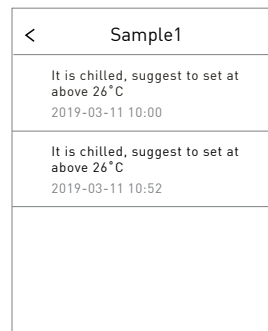 Sample1
It is chilled, suggest to set at
above 26°C
2019-03-11 10:00
It is chilled, suggest to set at
above 26°C
2019-03-11 10:52